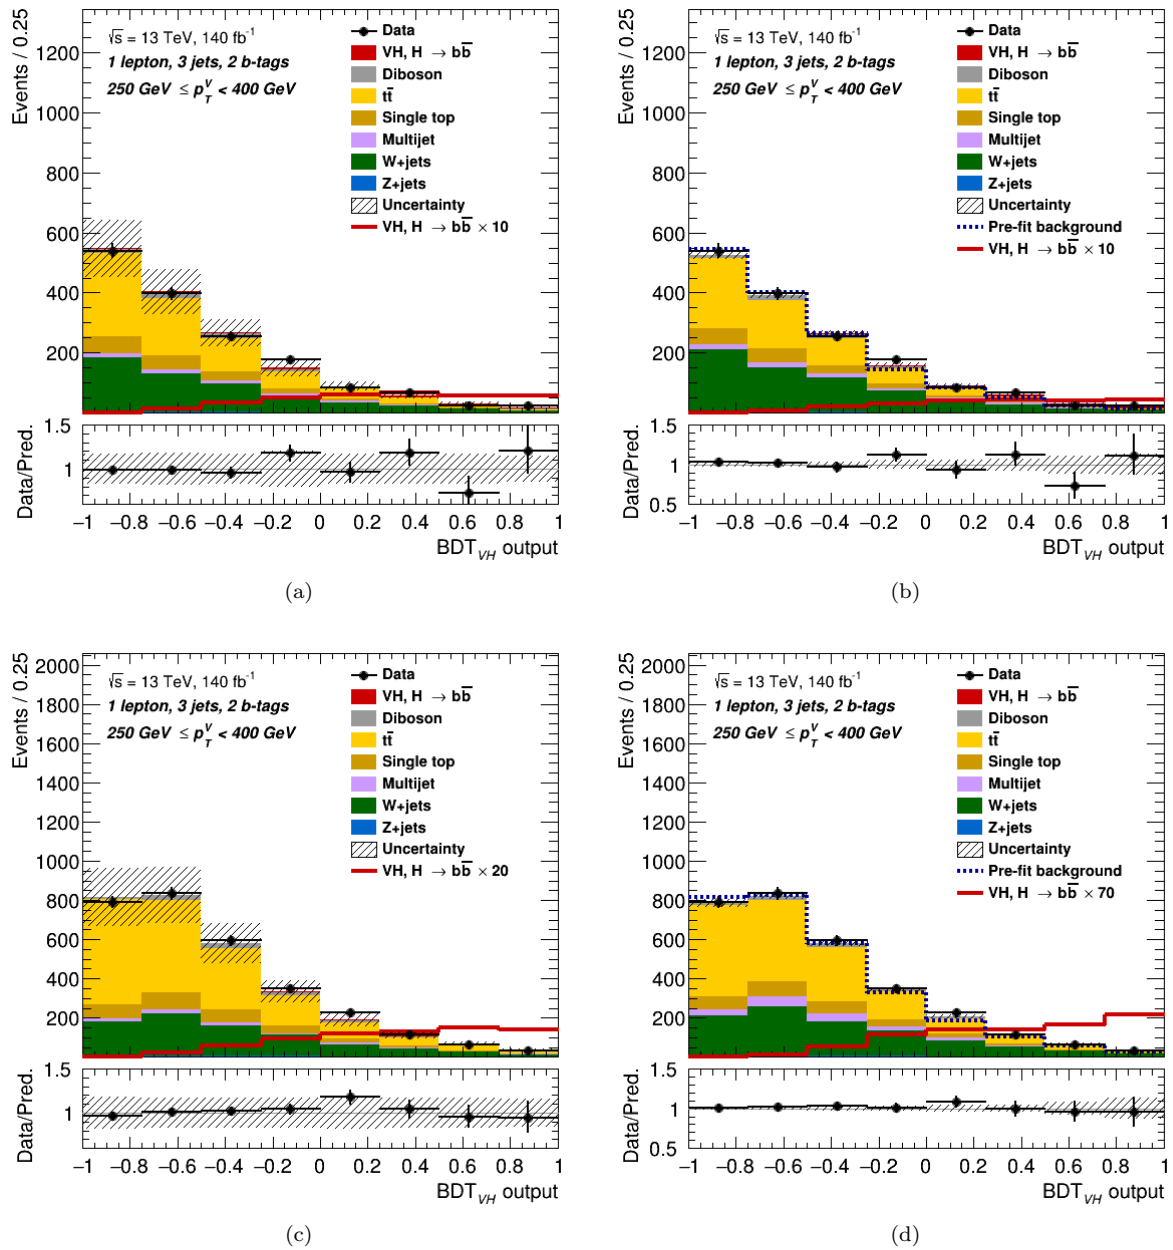 Events / 0.25
1200
1000
800
600
400
200
√s = 13 TeV, 140 fb⁻¹
1 lepton, 3 jets, 2 b-tags
250 GeV ≤ p_T^V < 400 GeV
Data
VH, H → bb̅
Diboson
tt̅
Single top
Multijet
W+jets
Z+jets
Uncertainty
VH, H → bb̅ × 10
Data/Pred.
1.5
1
−1 −0.8 −0.6 −0.4 −0.2 0 0.2 0.4 0.6 0.8 1
BDT_VH output
(a)
Events / 0.25
1200
1000
800
600
400
200
√s = 13 TeV, 140 fb⁻¹
1 lepton, 3 jets, 2 b-tags
250 GeV ≤ p_T^V < 400 GeV
Data
VH, H → bb̅
Diboson
tt̅
Single top
Multijet
W+jets
Z+jets
Uncertainty
Pre-fit background
VH, H → bb̅ × 10
Data/Pred.
1.5
1
0.5
−1 −0.8 −0.6 −0.4 −0.2 0 0.2 0.4 0.6 0.8 1
BDT_VH output
(b)
Events / 0.25
2000
1800
1600
1400
1200
1000
800
600
400
200
√s = 13 TeV, 140 fb⁻¹
1 lepton, 3 jets, 2 b-tags
250 GeV ≤ p_T^V < 400 GeV
Data
VH, H → bb̅
Diboson
tt̅
Single top
Multijet
W+jets
Z+jets
Uncertainty
VH, H → bb̅ × 20
Data/Pred.
1.5
1
−1 −0.8 −0.6 −0.4 −0.2 0 0.2 0.4 0.6 0.8 1
BDT_VH output
(c)
Events / 0.25
2000
1800
1600
1400
1200
1000
800
600
400
200
√s = 13 TeV, 140 fb⁻¹
1 lepton, 3 jets, 2 b-tags
250 GeV ≤ p_T^V < 400 GeV
Data
VH, H → bb̅
Diboson
tt̅
Single top
Multijet
W+jets
Z+jets
Uncertainty
Pre-fit background
VH, H → bb̅ × 70
Data/Pred.
1.5
1
0.5
−1 −0.8 −0.6 −0.4 −0.2 0 0.2 0.4 0.6 0.8 1
BDT_VH output
(d)